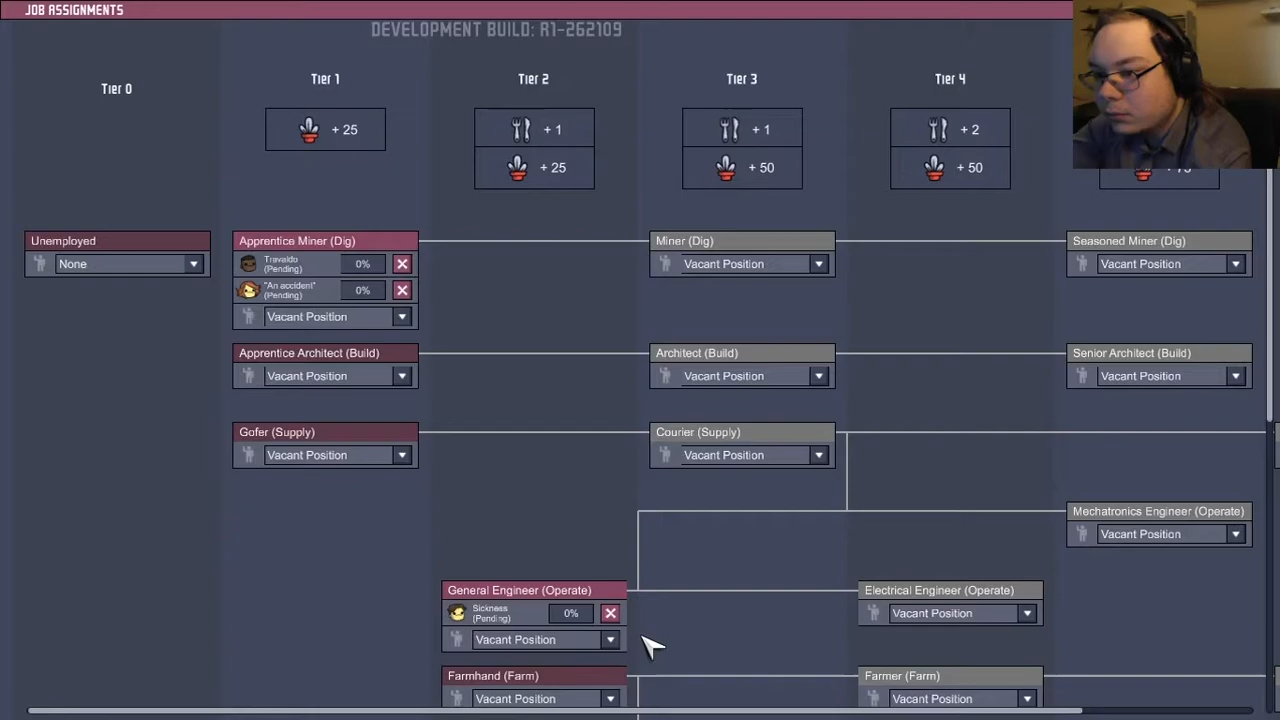 JOB ASSIGNMENTS
DEVELOPMENT BUILD: R1-262109
Tier 0
Tier 1
Tier 2
Tier 3
Tier 4
+ 25
+ 1
+ 1
+ 2
+ 25
+ 50
+ 50
Unemployed
None
Apprentice Miner (Dig)
Travaldo
(Pending)
0%
"An accident"
(Pending)
0%
Vacant Position
Miner (Dig)
Vacant Position
Seasoned Miner (Dig)
Vacant Position
Apprentice Architect (Build)
Vacant Position
Architect (Build)
Vacant Position
Senior Architect (Build)
Vacant Position
Gofer (Supply)
Vacant Position
Courier (Supply)
Vacant Position
Mechatronics Engineer (Operate)
Vacant Position
General Engineer (Operate)
Sickness
(Pending)
0%
Vacant Position
Electrical Engineer (Operate)
Vacant Position
Farmhand (Farm)
Vacant Position
Farmer (Farm)
Vacant Position